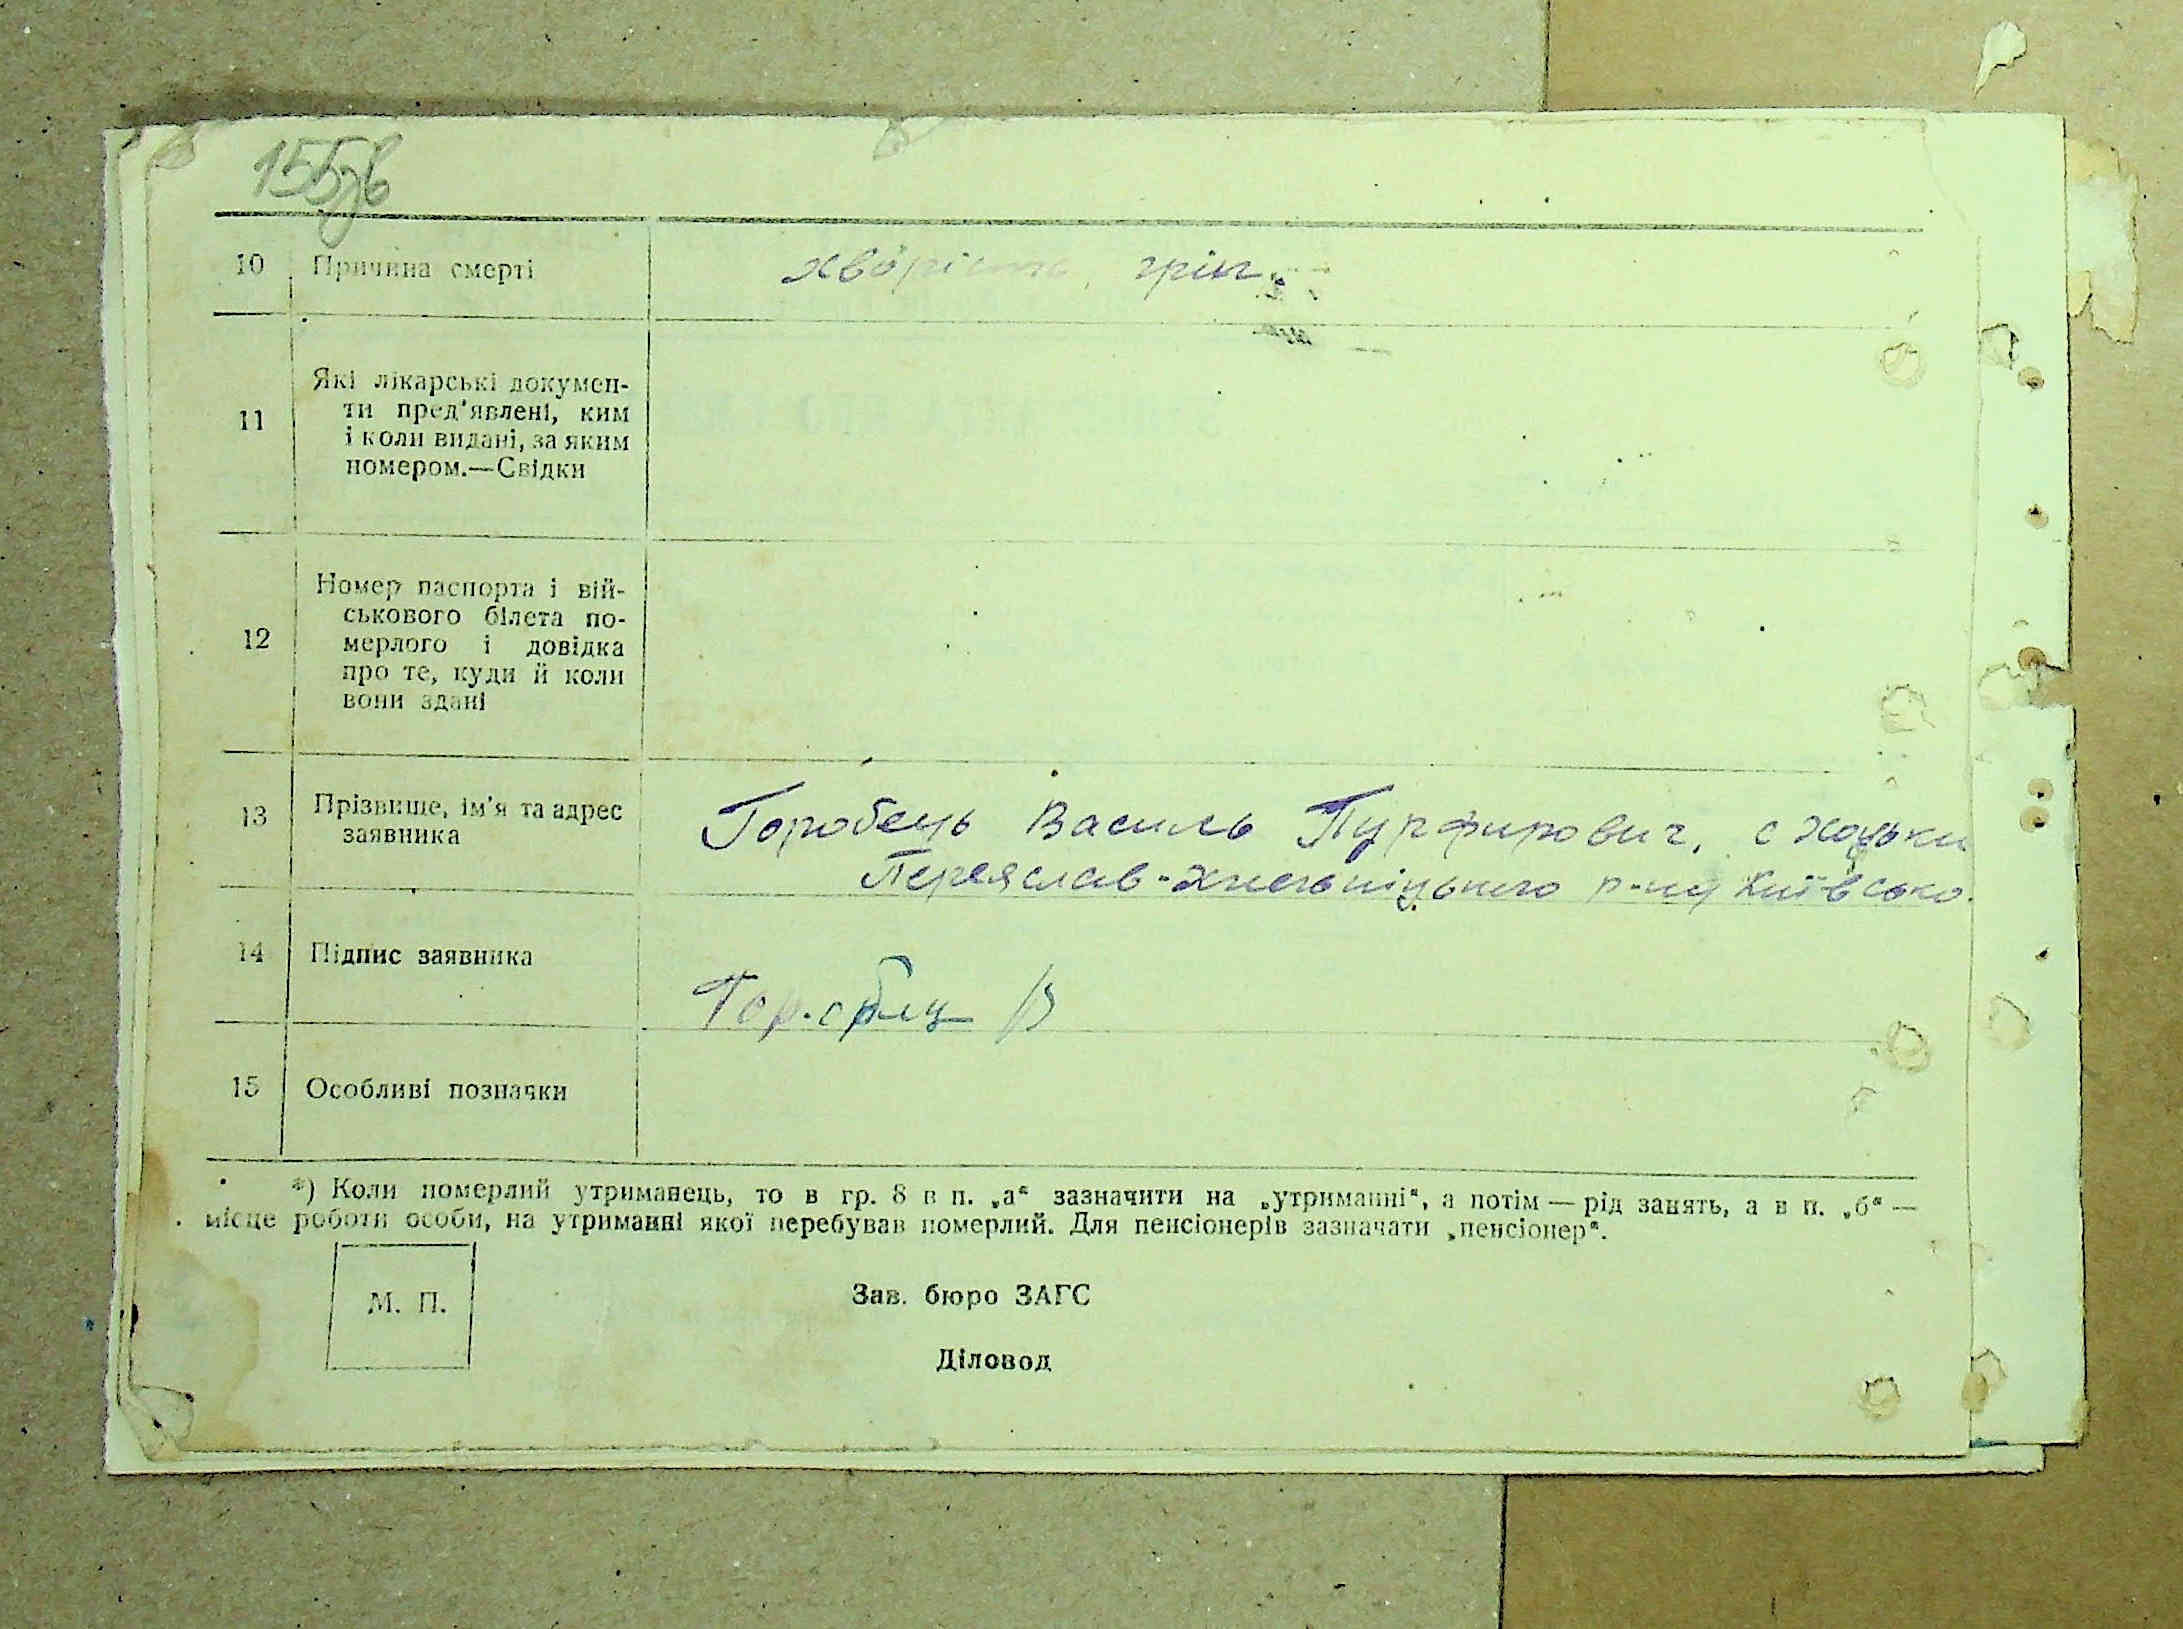 155зв
10 Причина смерті хворість, гріп.
11 Які лікарські докумен-
ти пред'явлені, ким
і коли видані, за яким
номером.—Свідки
12 Номер паспорта і вій-
ськового білета по-
мерлого і довідка
про те, куди й коли
вони здані
13 Прізвище, ім'я та адрес
заявника
Горобець Василь Пурфирович, с Хоцьки
Переяслав-Хмельніцького р-ну Київсько.
14 Підпис заявника
Горобец В
15 Особливі позначки
*) Коли померлий утриманець, то в гр. 8 в п. „а“ зазначити на „утриманні“, а потім — рід занять, а в п. „б“ —
місце роботи особи, на утриманні якої перебував померлий. Для пенсіонерів зазначати „пенсіонер“.
М. П.
Зав. бюро ЗАГС
Діловод